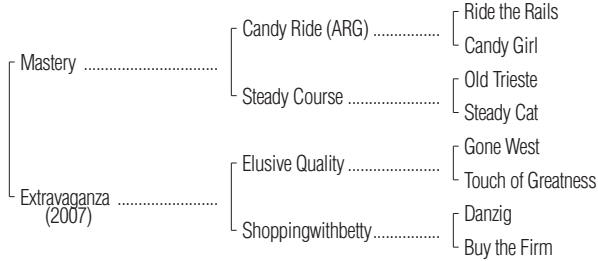 Ride the Rails
Candy Ride (ARG) ................
Candy Girl
Mastery ................................
Old Trieste
Steady Course ......................
Steady Cat
Gone West
Elusive Quality ......................
Touch of Greatness
Extravaganza ........................
(2007)
Danzig
Shoppingwithbetty................
Buy the Firm